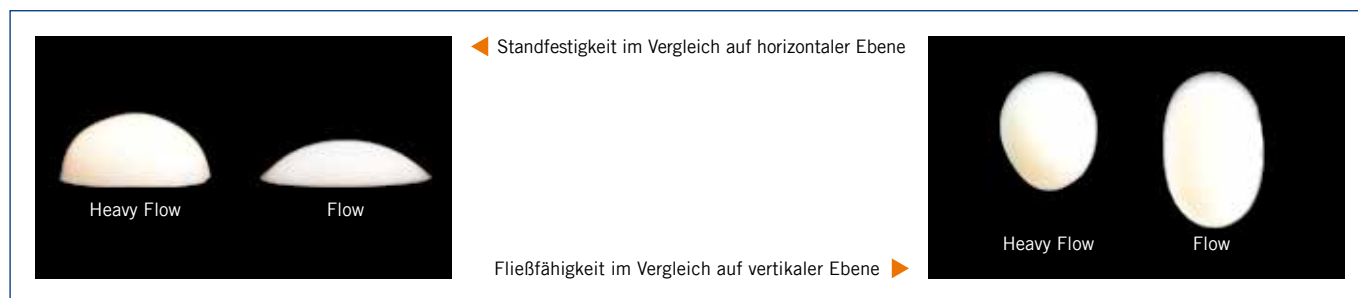 Standfestigkeit im Vergleich auf horizontaler Ebene
Heavy Flow
Flow
Heavy Flow
Flow
Fließfähigkeit im Vergleich auf vertikaler Ebene